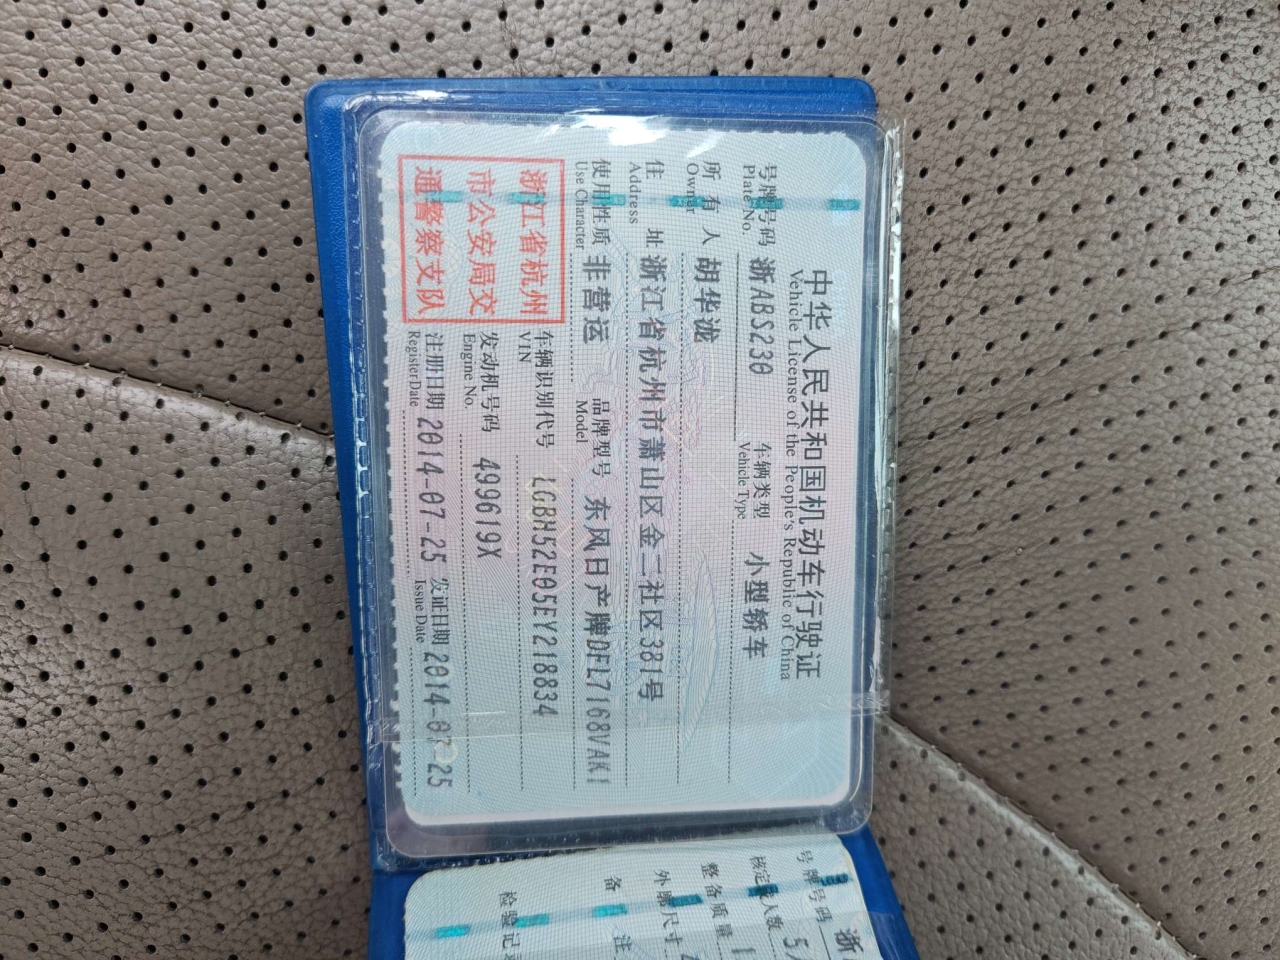 中华人民共和国机动车行驶证
Vehicle License of the People's Republic of China
号牌号码 浙ABS230 车辆类型 小型轿车
Plate No. Vehicle Type
所有人 胡华泷
Owner
住址 浙江省杭州市萧山区金二社区381号
Address
使用性质 非营运 品牌型号 东风日产牌DFL7168VAK1
Use Character Model
浙江省杭州
市公安局交
通警察支队
车辆识别代号 LGBH52E05EY218834
VIN
发动机号码 499619X
Engine No.
注册日期 2014-07-25 发证日期 2014-07-25
Register Date Issue Date
号牌号码 浙
核定载人数 5
整备质量 1
外廓尺寸
备注
检验记